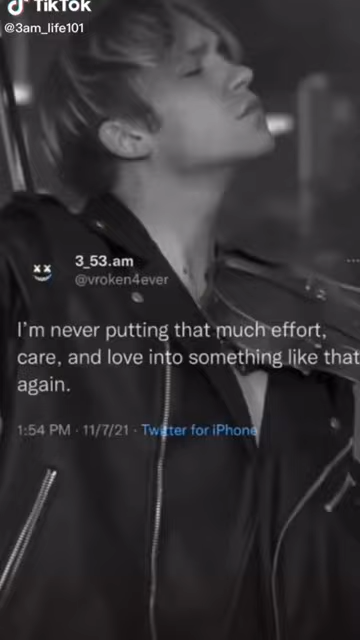 TikTok
@3am_life101
3_53.am
@vroken4ever
I'm never putting that much effort,
care, and love into something like that
again.
1:54 PM · 11/7/21 · Twitter for iPhone